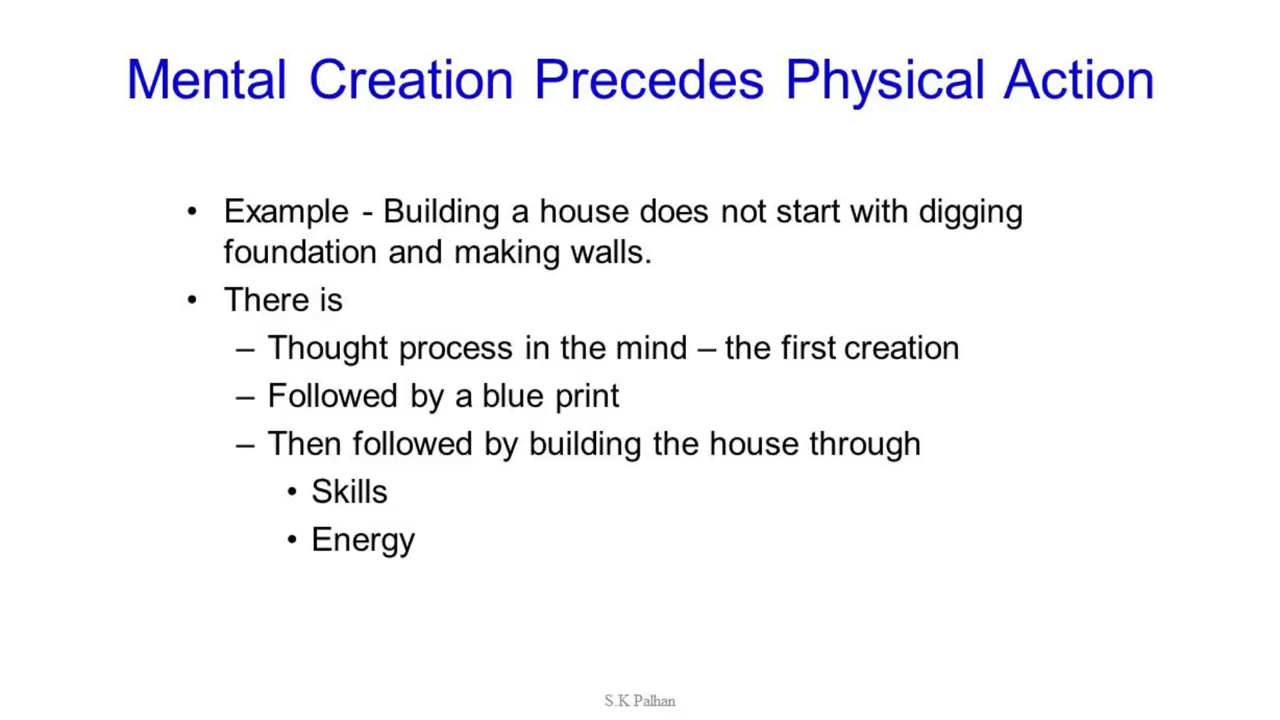 Mental Creation Precedes Physical Action
• Example - Building a house does not start with digging
foundation and making walls.
• There is
– Thought process in the mind – the first creation
– Followed by a blue print
– Then followed by building the house through
• Skills
• Energy
S.K Palhan